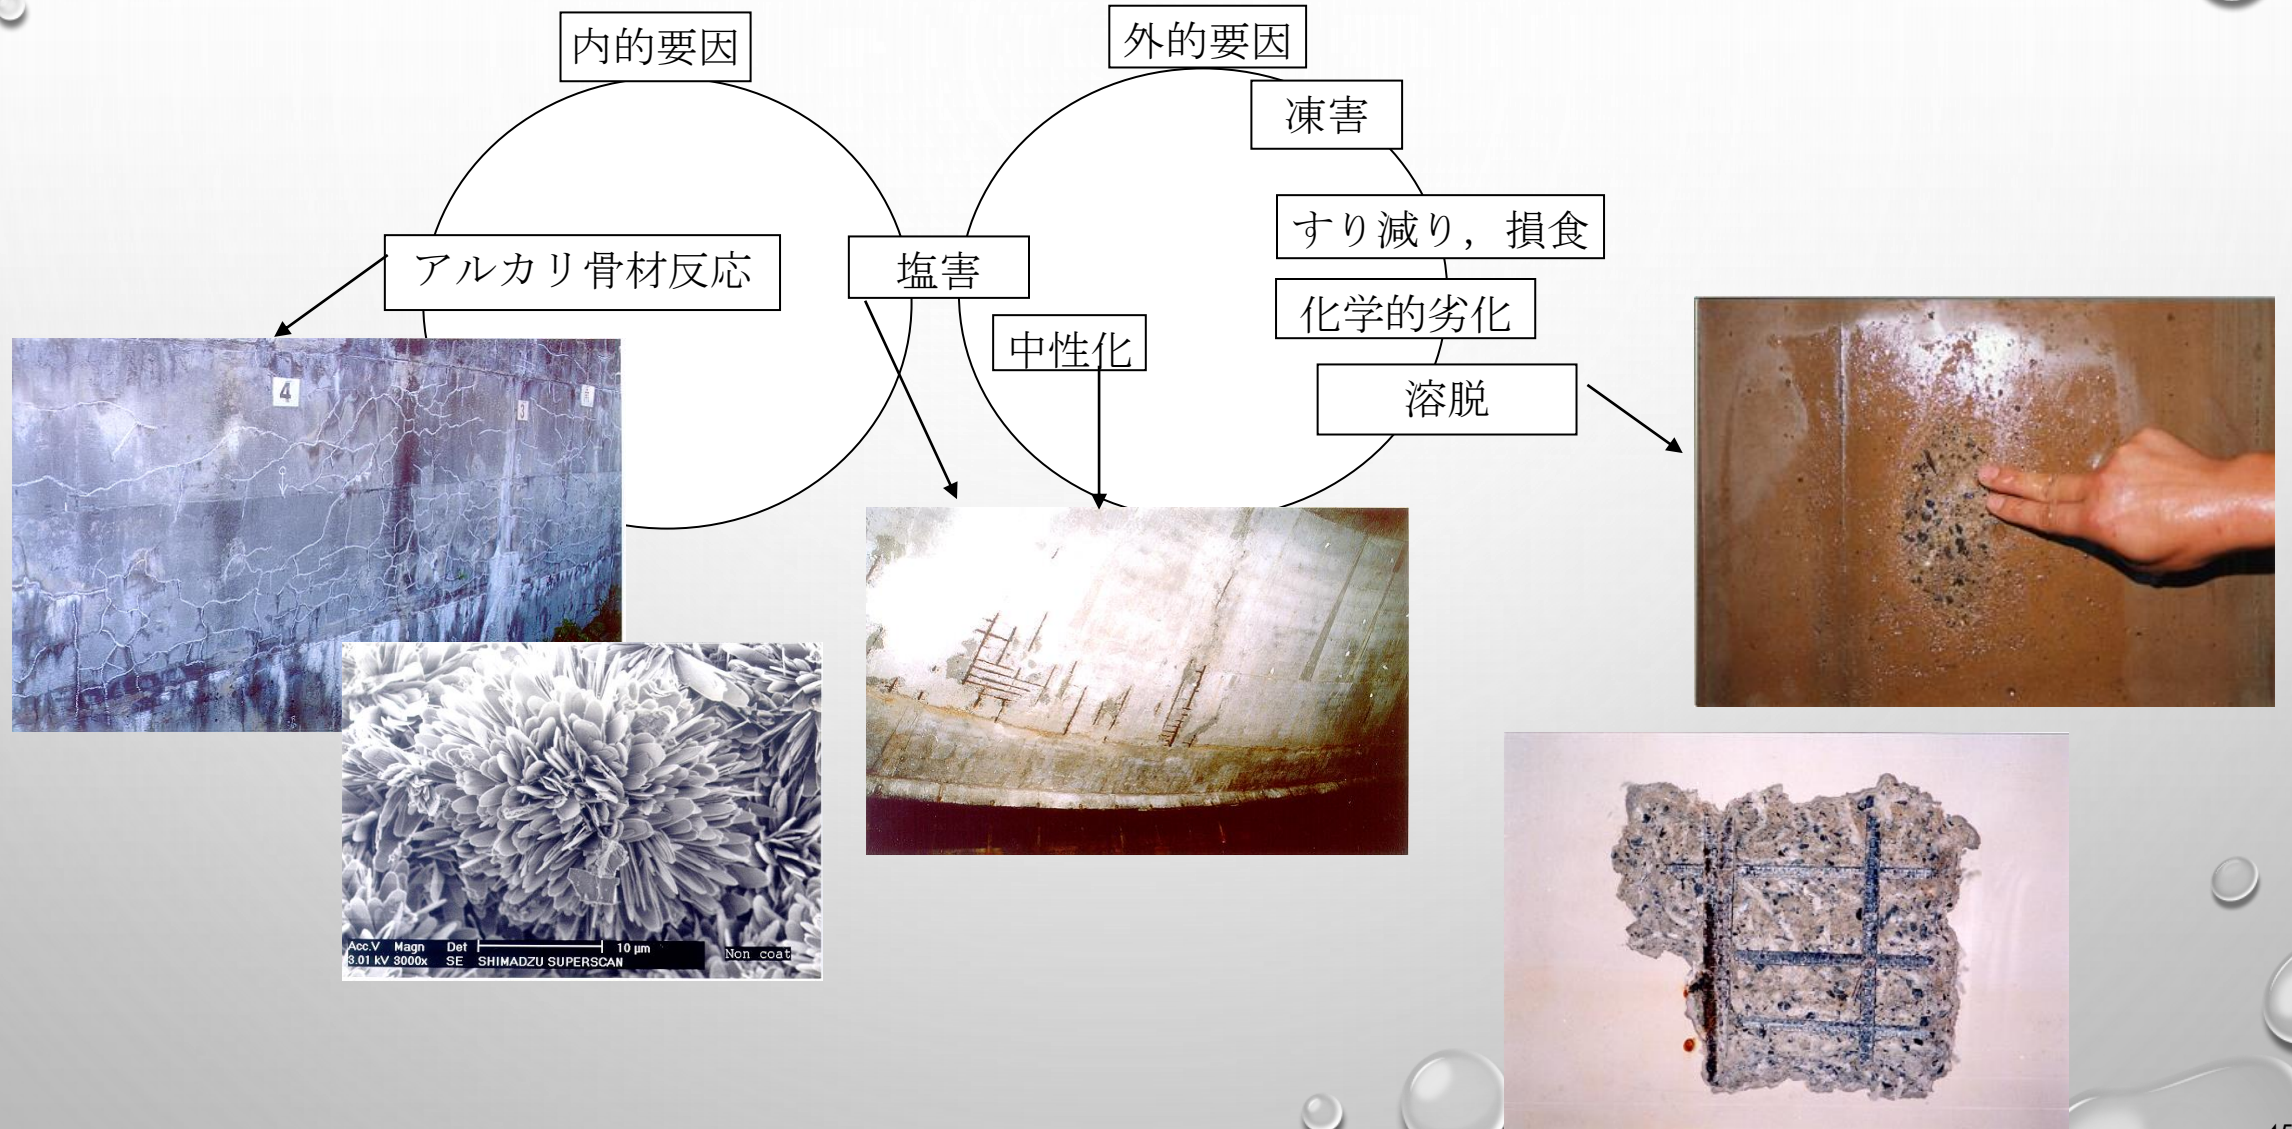 内的要因
外的要因
凍害
すり減り，損食
アルカリ骨材反応
塩害
化学的劣化
中性化
溶脱
4
3
Acc.V Magn Det 10 μm
3.01 kV 3000x SE SHIMADZU SUPERSCAN
Non coat